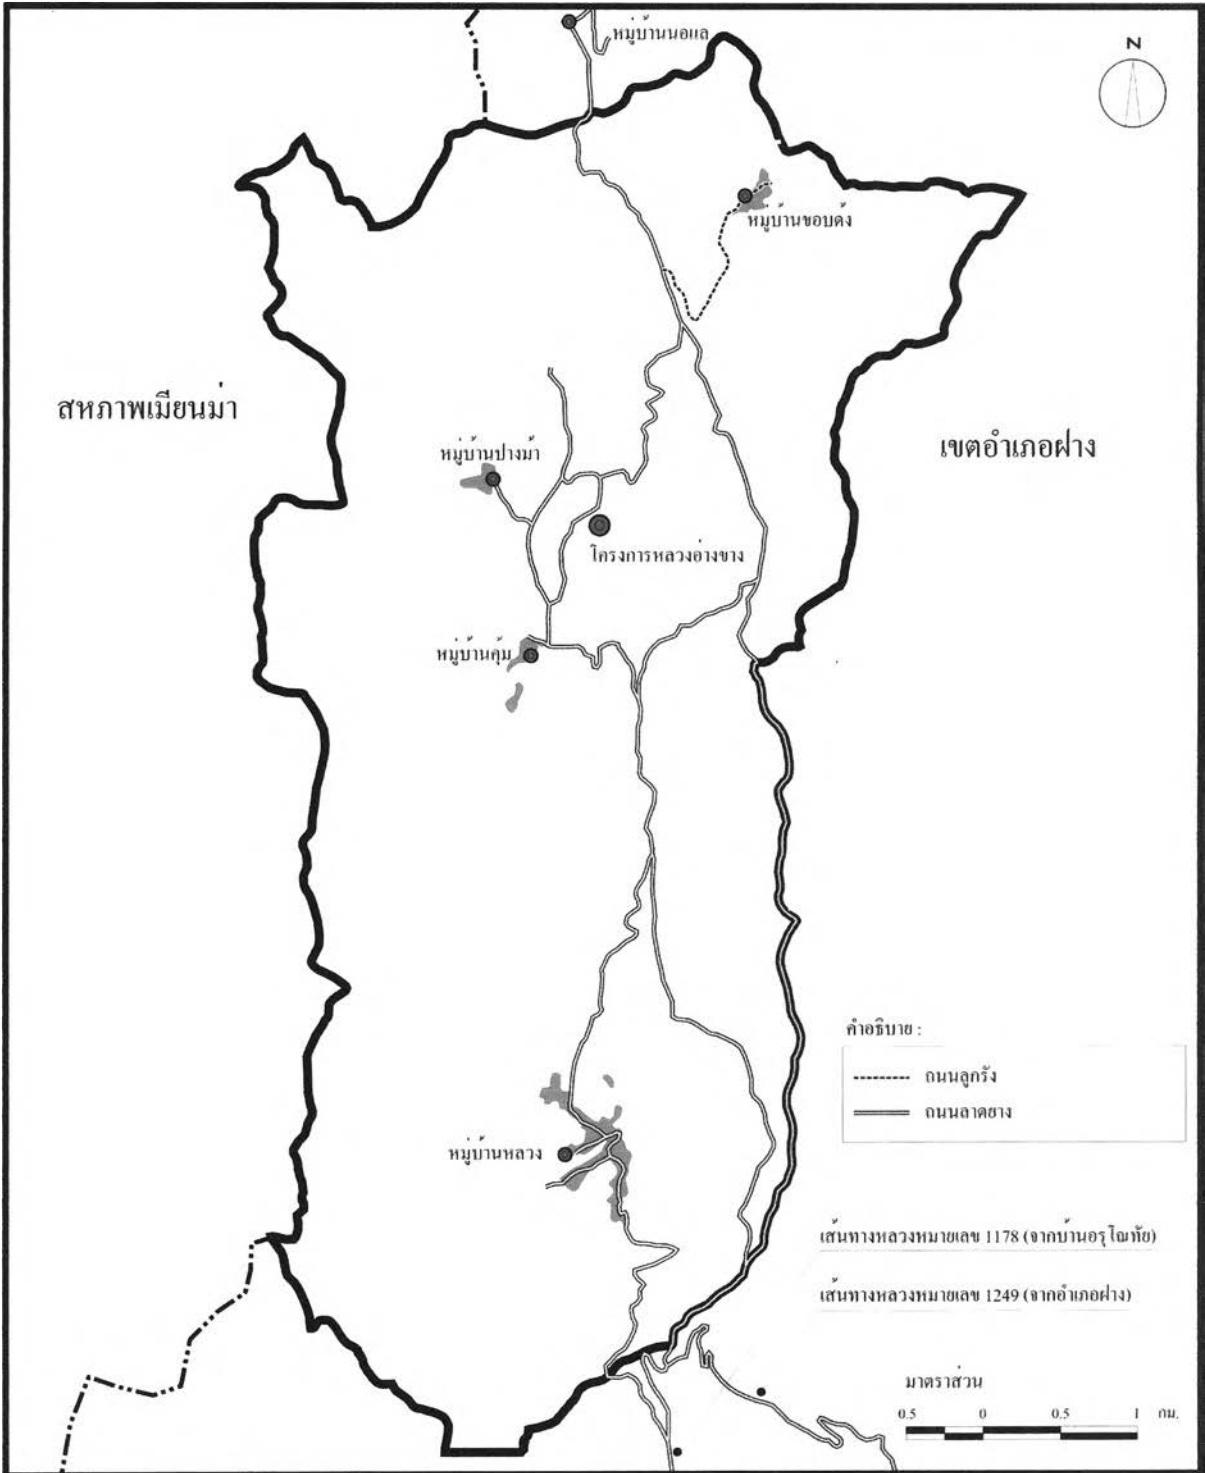 หมู่บ้านนอแล
N
หมู่บ้านขอบด้ง
สหภาพเมียนม่า
เขตอำเภอฝาง
หมู่บ้านปางม้า
โครงการหลวงอ่างขาง
หมู่บ้านคุ้ม
คำอธิบาย :
ถนนลูกรัง
ถนนลาดยาง
หมู่บ้านหลวง
เส้นทางหลวงหมายเลข 1178 (จากบ้านอรุโณทัย)
เส้นทางหลวงหมายเลข 1249 (จากอำเภอฝาง)
มาตราส่วน
0.5 0 0.5 1 กม.